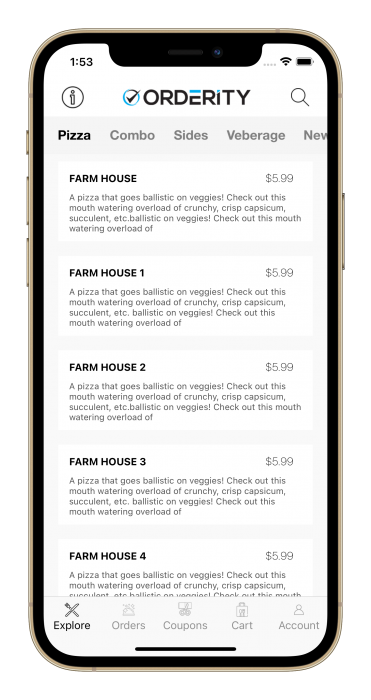 1:53
ORDERiTY
Pizza Combo Sides Veberage New
FARM HOUSE $5.99
A pizza that goes ballistic on veggies! Check out this
mouth watering overload of crunchy, crisp capsicum,
succulent, etc.ballistic on veggies! Check out this mouth
watering overload of
FARM HOUSE 1 $5.99
A pizza that goes ballistic on veggies! Check out this
mouth watering overload of crunchy, crisp capsicum,
succulent, etc. ballistic on veggies! Check out this
mouth watering overload of
FARM HOUSE 2 $5.99
A pizza that goes ballistic on veggies! Check out this
mouth watering overload of crunchy, crisp capsicum,
succulent, etc.ballistic on veggies! Check out this mouth
watering overload of
FARM HOUSE 3 $5.99
A pizza that goes ballistic on veggies! Check out this
mouth watering overload of crunchy, crisp capsicum,
succulent, etc. ballistic on veggies! Check out this
mouth watering overload of
FARM HOUSE 4 $5.99
A pizza that goes ballistic on veggies! Check out this
mouth watering overload of crunchy, crisp capsicum,
succulent, etc.ballistic on veggies! Check out this mouth
Explore Orders Coupons Cart Account